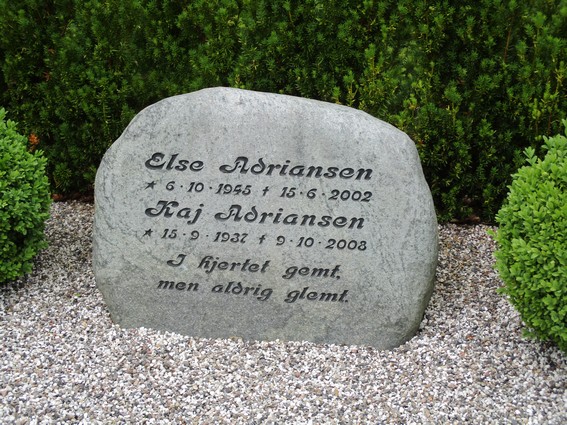 Else Adriansen
★ 6·10·1945 † 15·6·2002
Kaj Adriansen
★ 15·9·1937 † 9·10·2008
I hjertet gemt,
men aldrig glemt.